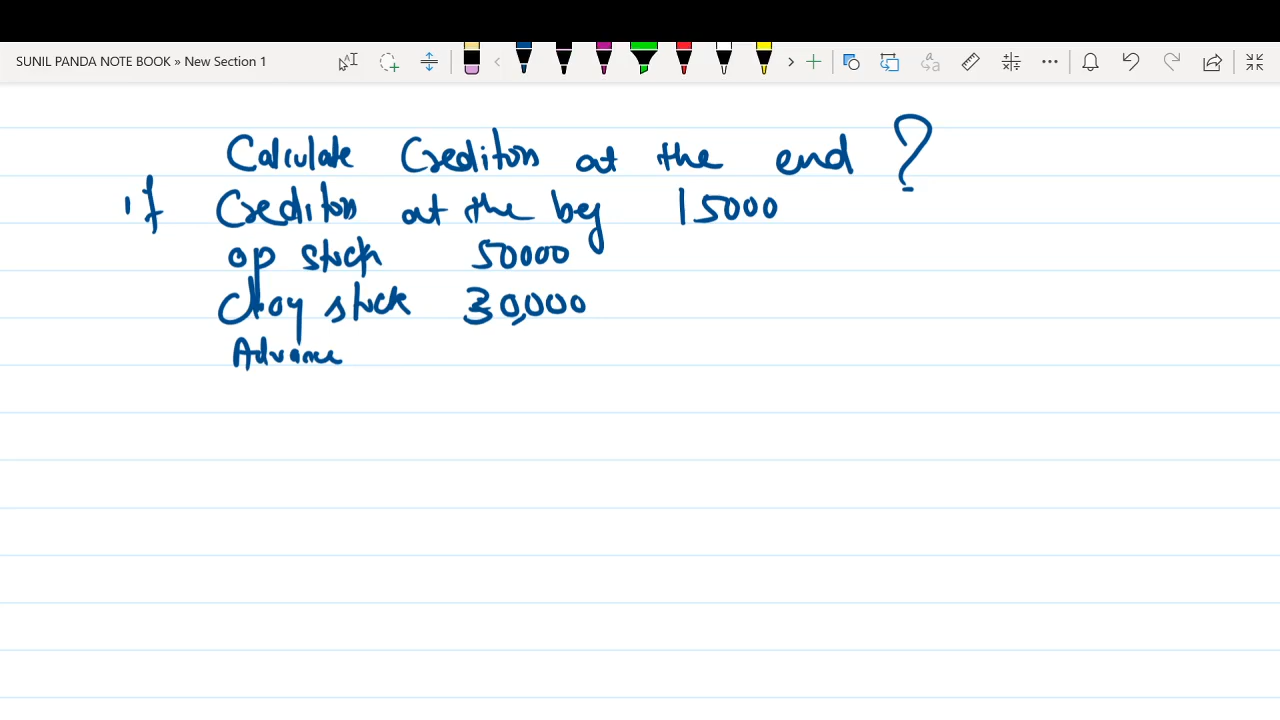 SUNIL PANDA NOTE BOOK » New Section 1
Calculate Creditors at the end ?
if Creditors at the beg 15000
op stock 50000
stock 30,000
Advance